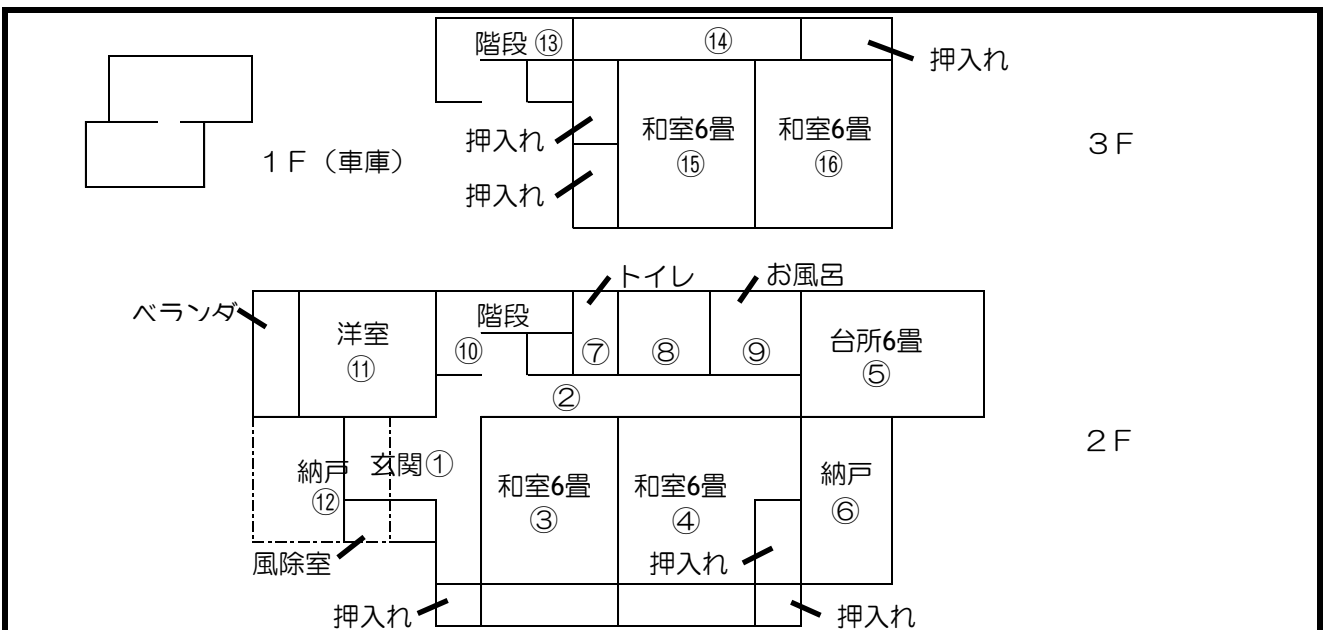 階段 ⑬
⑭
押入れ
押入れ
押入れ
和室6畳
⑮
和室6畳
⑯
3F
1F(車庫)
ベランダ
洋室
⑪
階段
⑩
トイレ
⑦
⑧
お風呂
⑨
台所6畳
⑤
②
2F
納戸
⑫
玄関①
風除室
和室6畳
③
和室6畳
④
押入れ
納戸
⑥
押入れ
押入れ